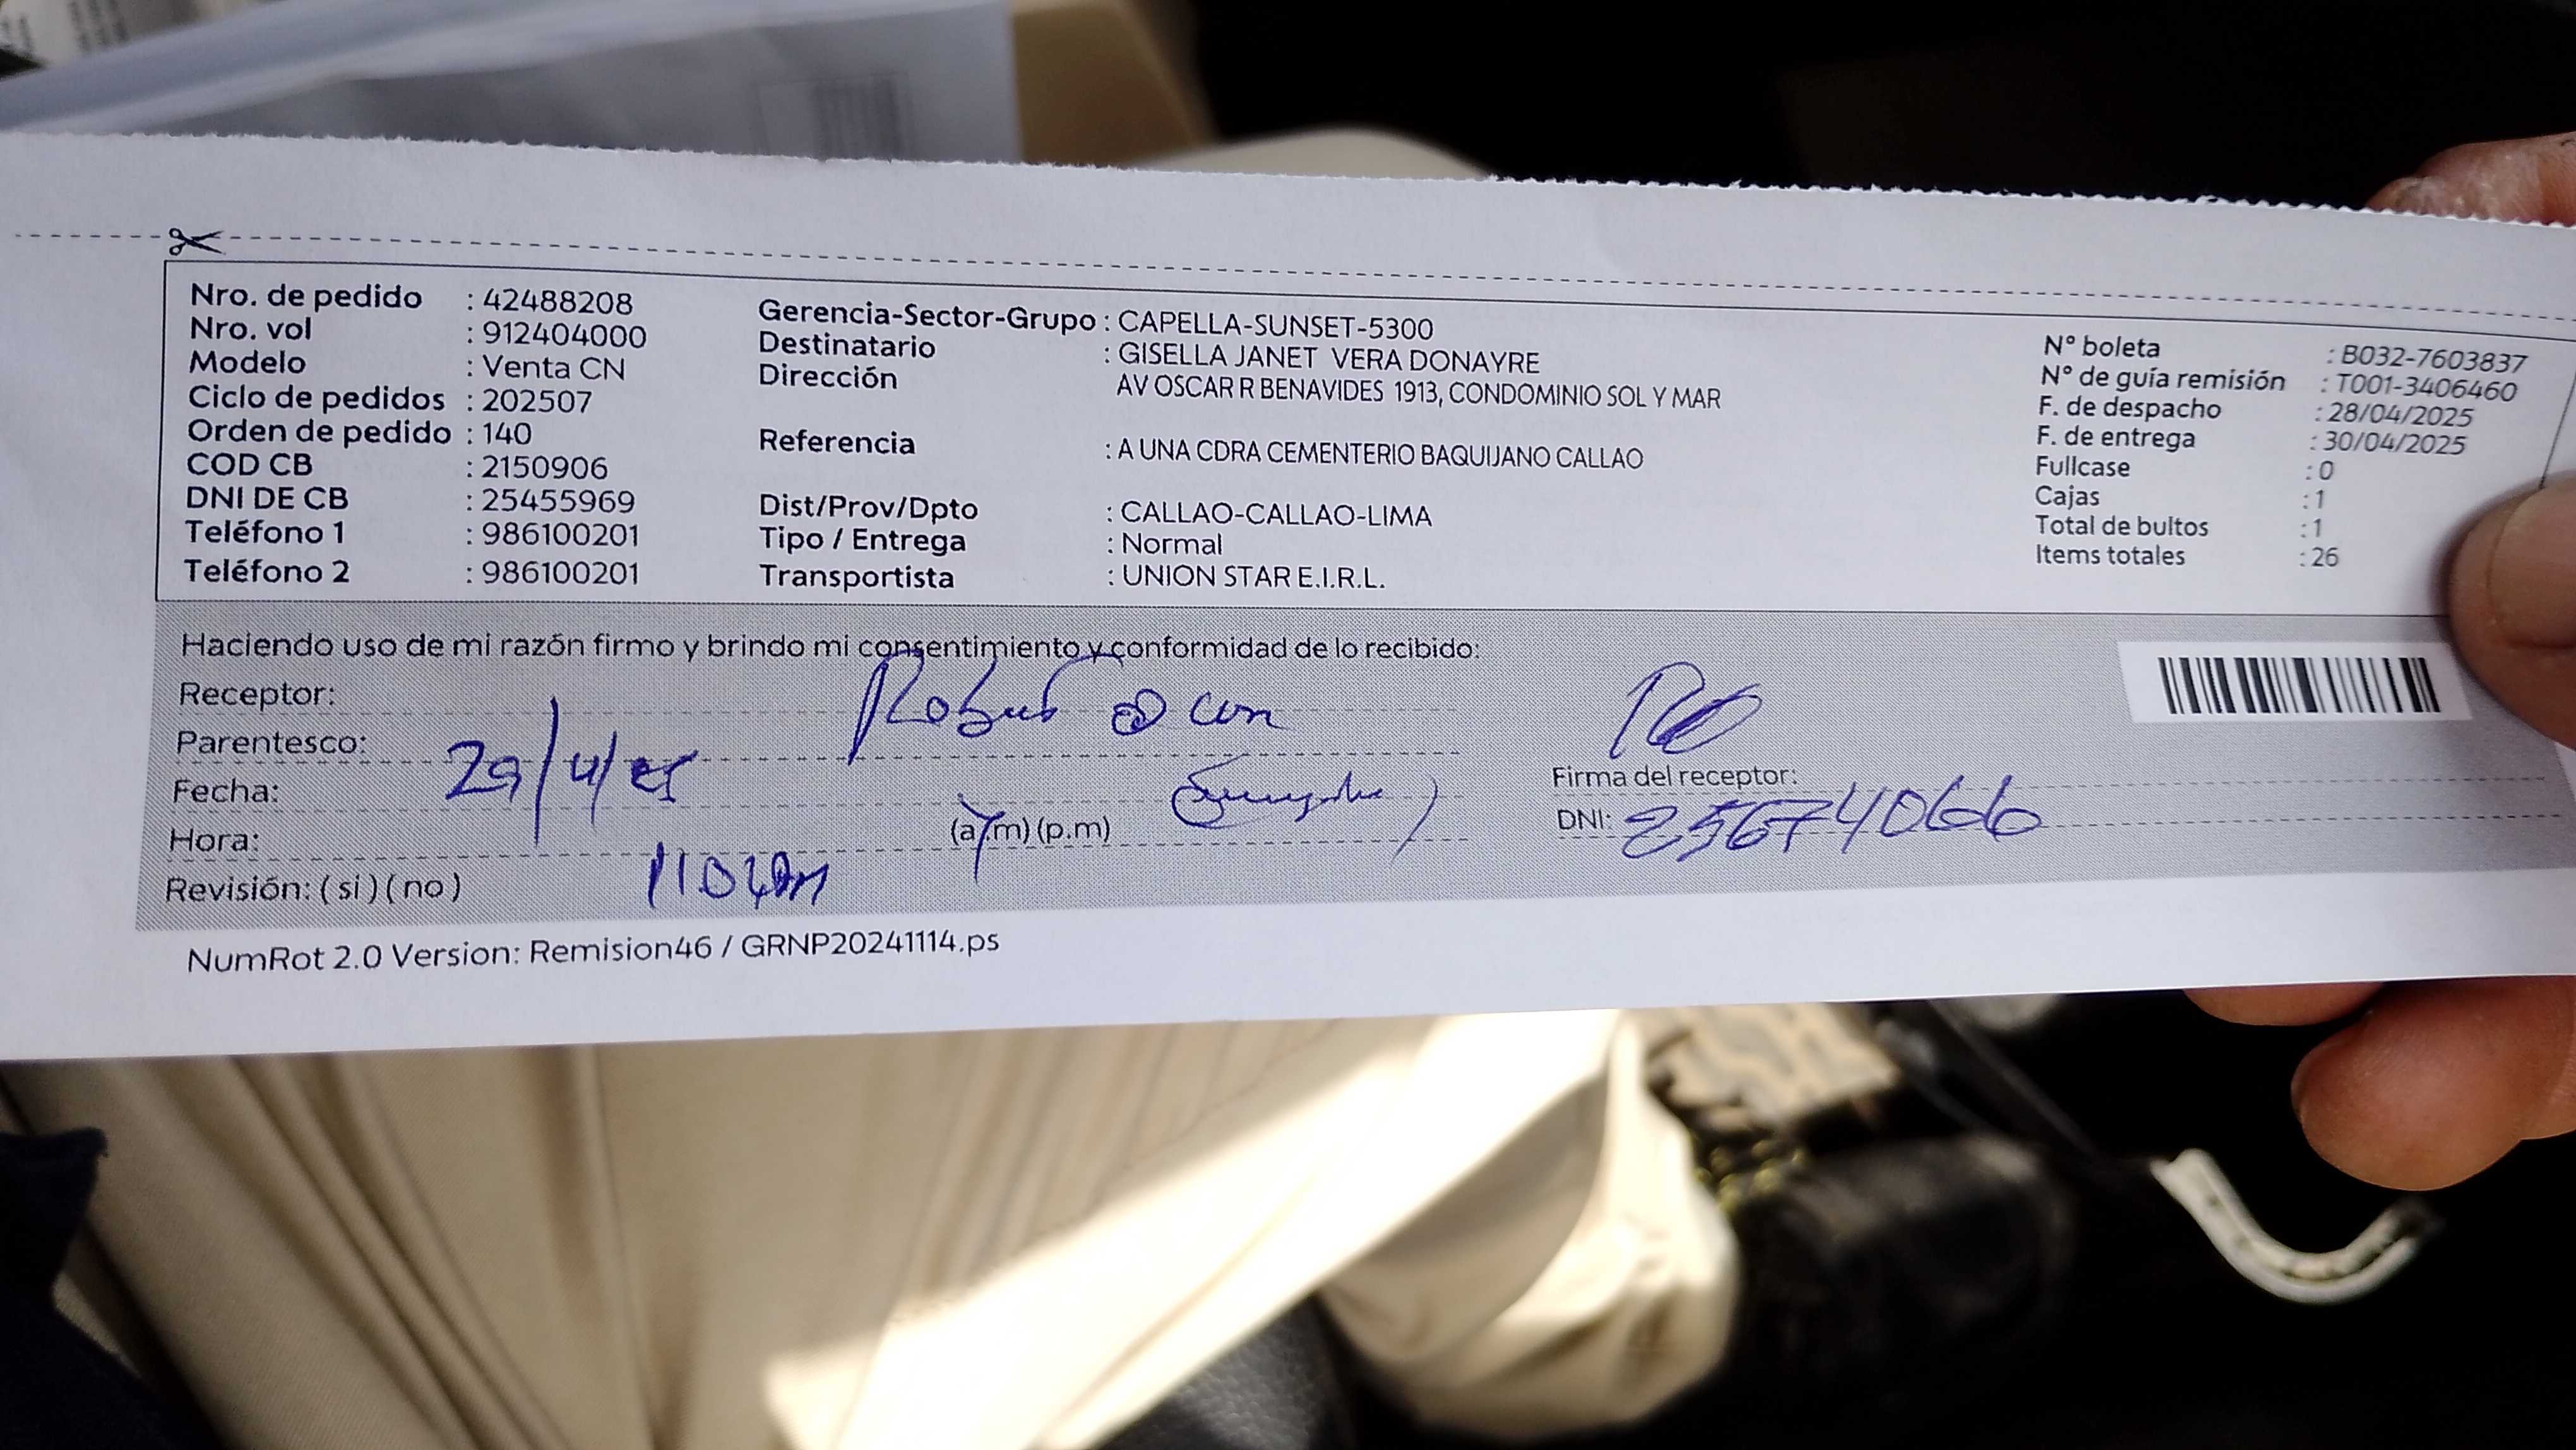 Nro. de pedido : 42488208
Nro. vol : 912404000
Modelo : Venta CN
Ciclo de pedidos : 202507
Orden de pedido : 140
COD CB : 2150906
DNI DE CB : 25455969
Teléfono 1 : 986100201
Teléfono 2 : 986100201
Gerencia-Sector-Grupo : CAPELLA-SUNSET-5300
Destinatario : GISELLA JANET VERA DONAYRE
Dirección AV OSCAR R BENAVIDES 1913, CONDOMINIO SOL Y MAR
Referencia : A UNA CDRA CEMENTERIO BAQUIJANO CALLAO
Dist/Prov/Dpto : CALLAO-CALLAO-LIMA
Tipo / Entrega : Normal
Transportista : UNION STAR E.I.R.L.
N° boleta : B032-7603837
N° de guía remisión : T001-3406460
F. de despacho : 28/04/2025
F. de entrega : 30/04/2025
Fullcase : 0
Cajas : 1
Total de bultos : 1
Items totales : 26
Haciendo uso de mi razón firmo y brindo mi consentimiento y conformidad de lo recibido:
Receptor:
Parentesco:
Fecha: 29/4/25
Hora: (a.m) (p.m)
Revisión: ( si ) ( no )
Firma del receptor:
DNI: 25674066
NumRot 2.0 Version: Remision46 / GRNP20241114.ps